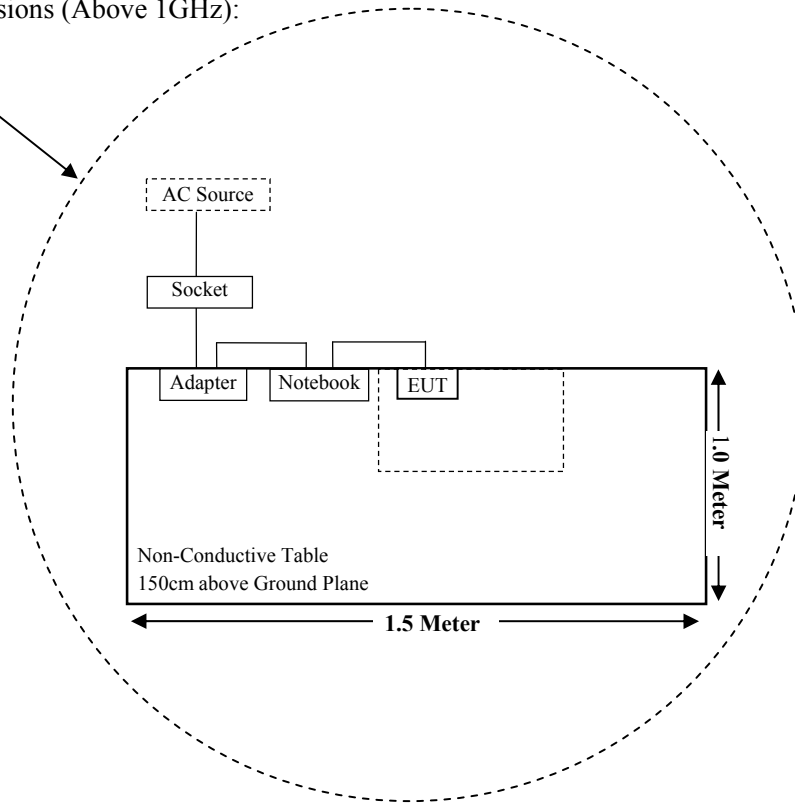 sions (Above 1GHz):
AC Source
Socket
Adapter
Notebook
EUT
1.0 Meter
Non-Conductive Table
150cm above Ground Plane
1.5 Meter